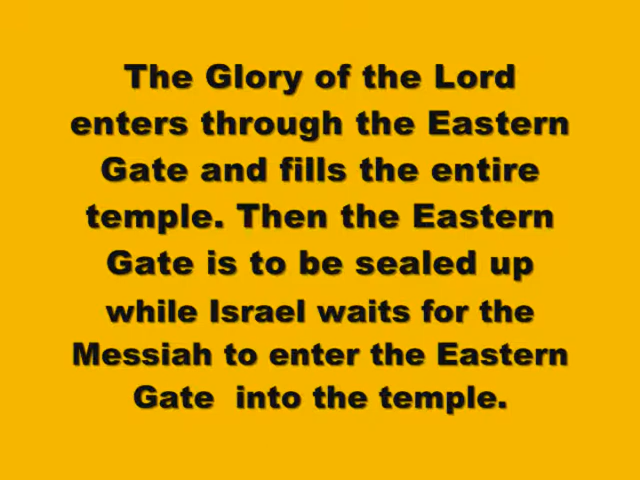 The Glory of the Lord
enters through the Eastern
Gate and fills the entire
temple. Then the Eastern
Gate is to be sealed up
while Israel waits for the
Messiah to enter the Eastern
Gate  into the temple.